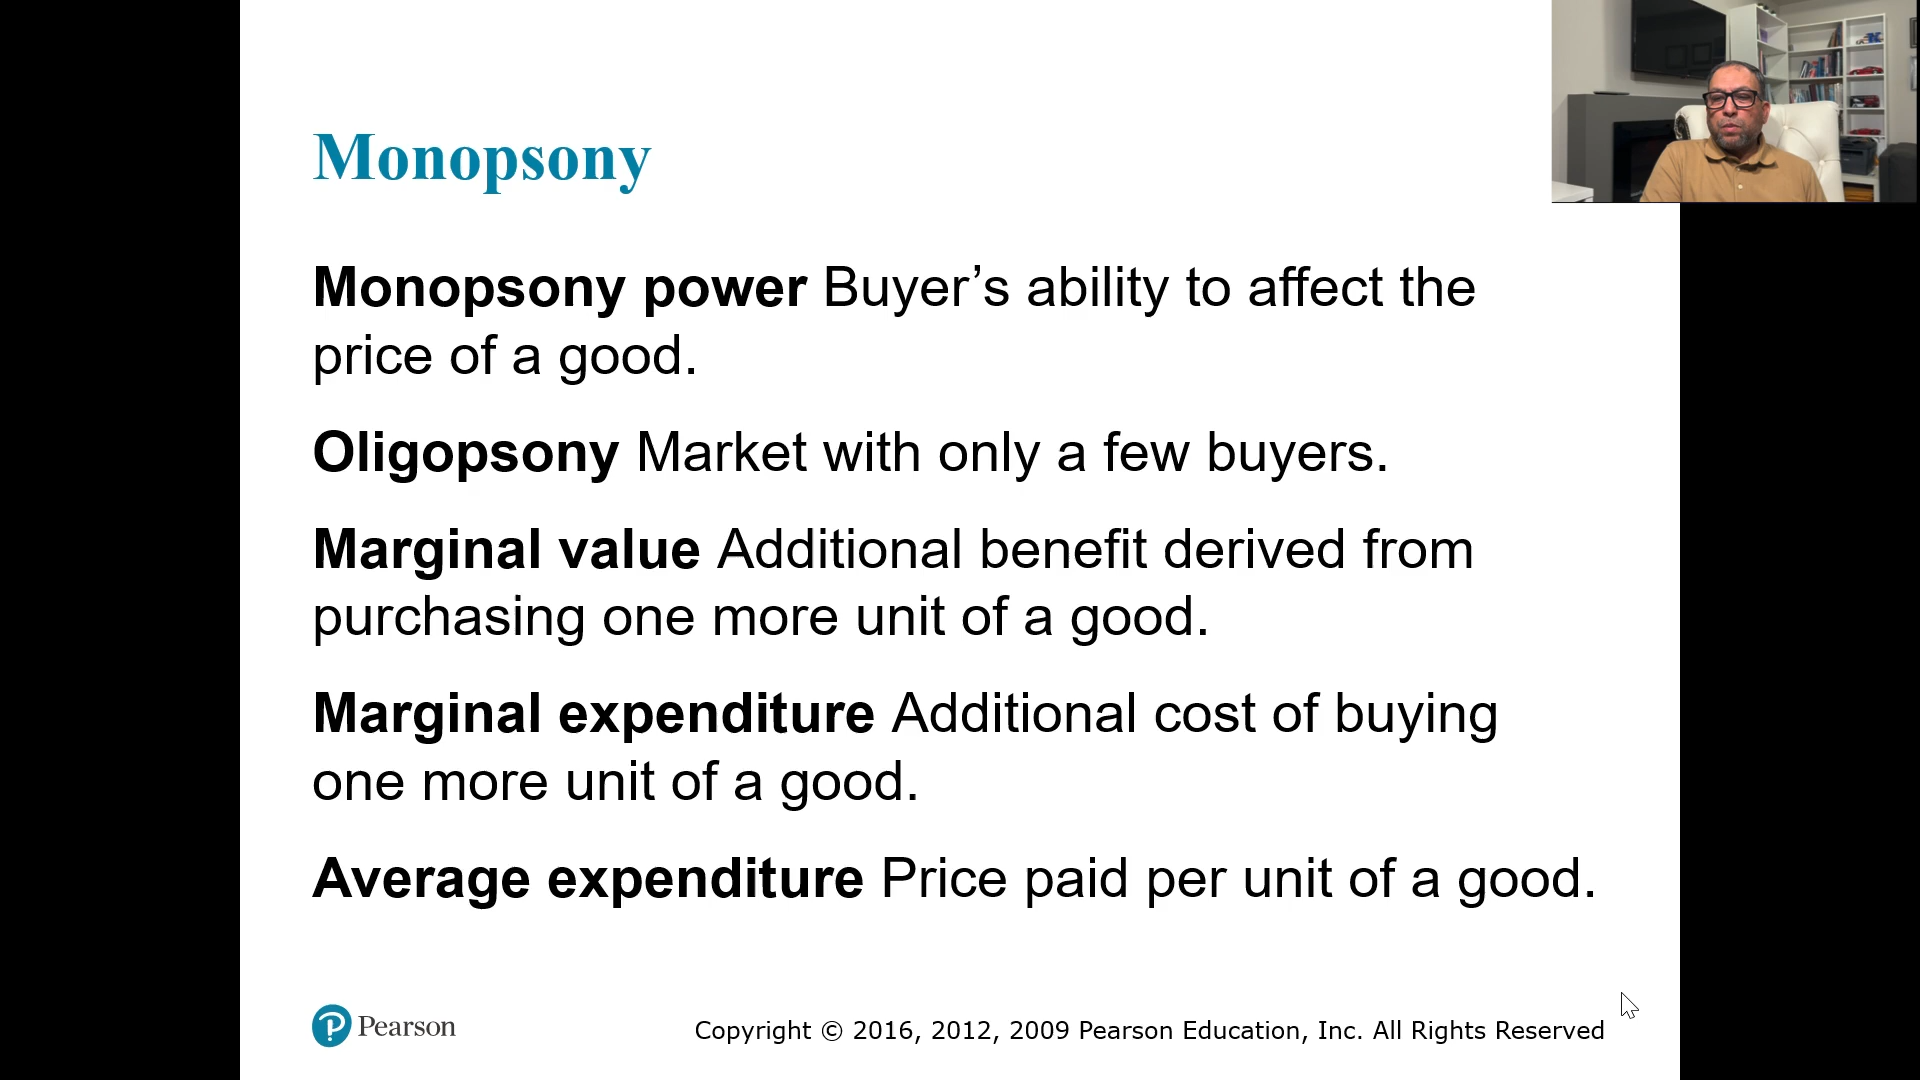 Monopsony
Monopsony power Buyer’s ability to affect the
price of a good.
Oligopsony Market with only a few buyers.
Marginal value Additional benefit derived from
purchasing one more unit of a good.
Marginal expenditure Additional cost of buying
one more unit of a good.
Average expenditure Price paid per unit of a good.
Pearson
Copyright © 2016, 2012, 2009 Pearson Education, Inc. All Rights Reserved